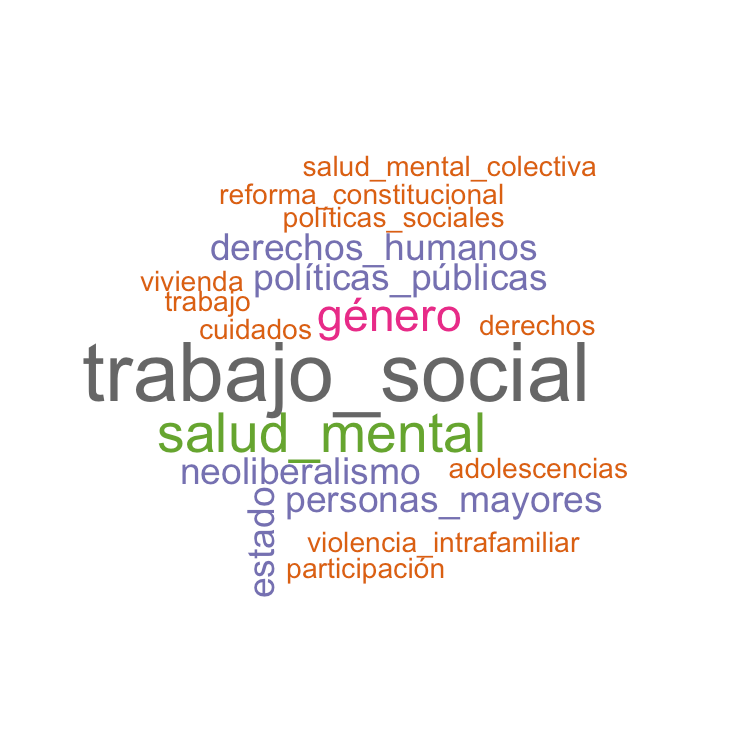 salud_mental_colectiva
reforma_constitucional
políticas_sociales
derechos_humanos
vivienda
políticas_públicas
trabajo
género
cuidados
derechos
trabajo_social
salud_mental
neoliberalismo
adolescencias
estado
personas_mayores
violencia_intrafamiliar
participación